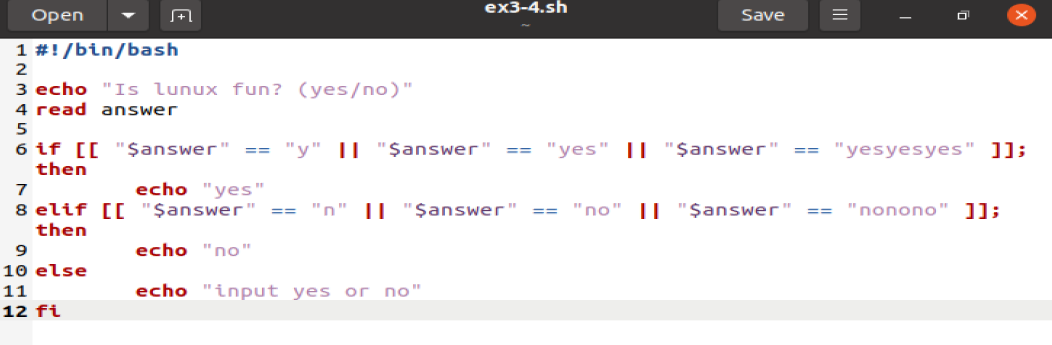 Open ex3-4.sh Save
~
1 #!/bin/bash
2
3 echo "Is lunux fun? (yes/no)"
4 read answer
5
6 if [[ "$answer" == "y" || "$answer" == "yes" || "$answer" == "yesyesyes" ]];
then
7 echo "yes"
8 elif [[ "$answer" == "n" || "$answer" == "no" || "$answer" == "nonono" ]];
then
9 echo "no"
10 else
11 echo "input yes or no"
12 fi